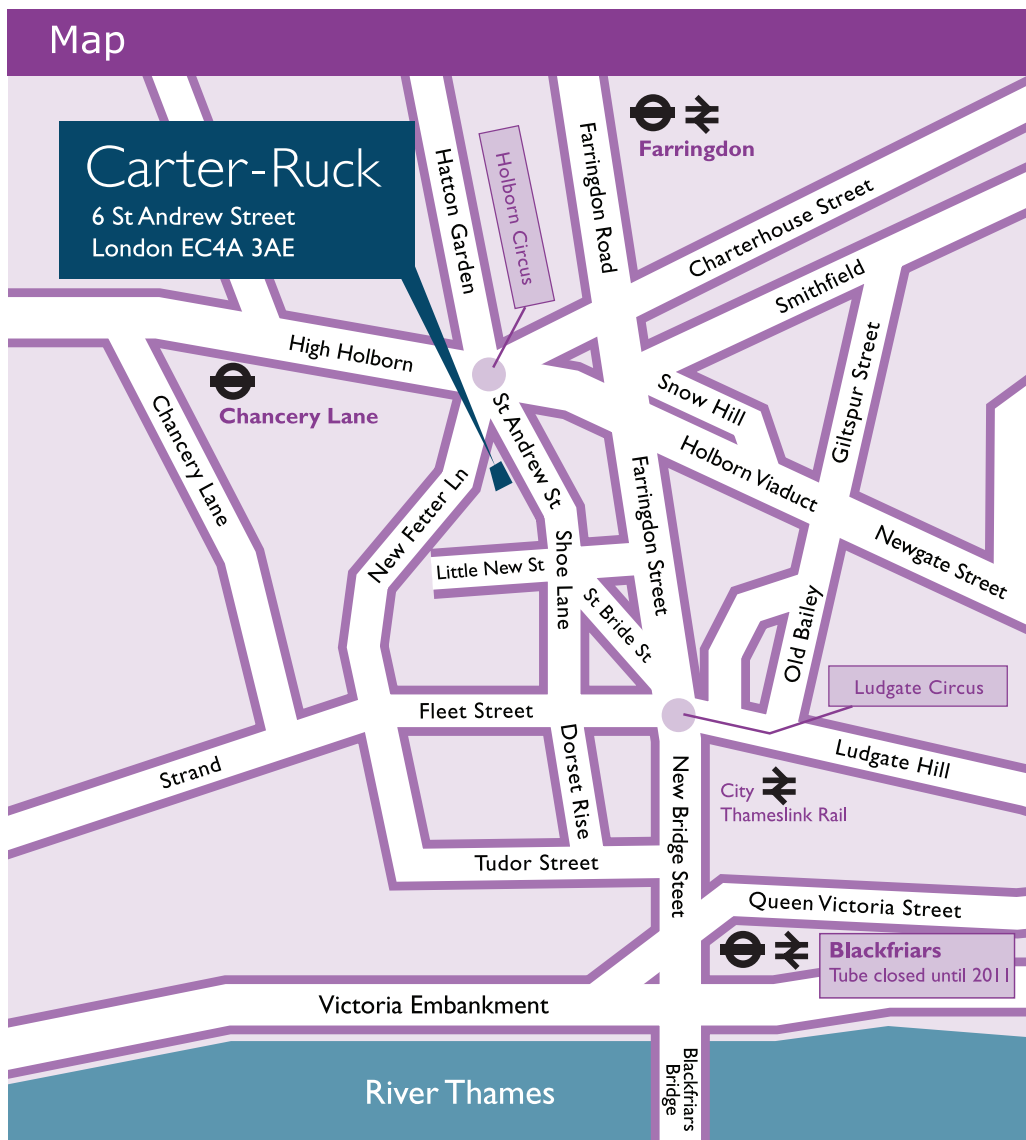 Map
Carter-Ruck
6 St Andrew Street
London EC4A 3AE
Hatton Garden
Holborn Circus
Farringdon Road
Farringdon
Charterhouse Street
Smithfield
High Holborn
Chancery Lane
Chancery Lane
St Andrew St
Snow Hill
Giltspur Street
Holborn Viaduct
New Fetter Ln
Farringdon Street
Newgate Street
Little New St
Shoe Lane
St Bride St
Old Bailey
Ludgate Circus
Fleet Street
Strand
Dorset Rise
Ludgate Hill
New Bridge Steet
City
Thameslink Rail
Tudor Street
Queen Victoria Street
Blackfriars
Tube closed until 2011
Victoria Embankment
Blackfriars
Bridge
River Thames